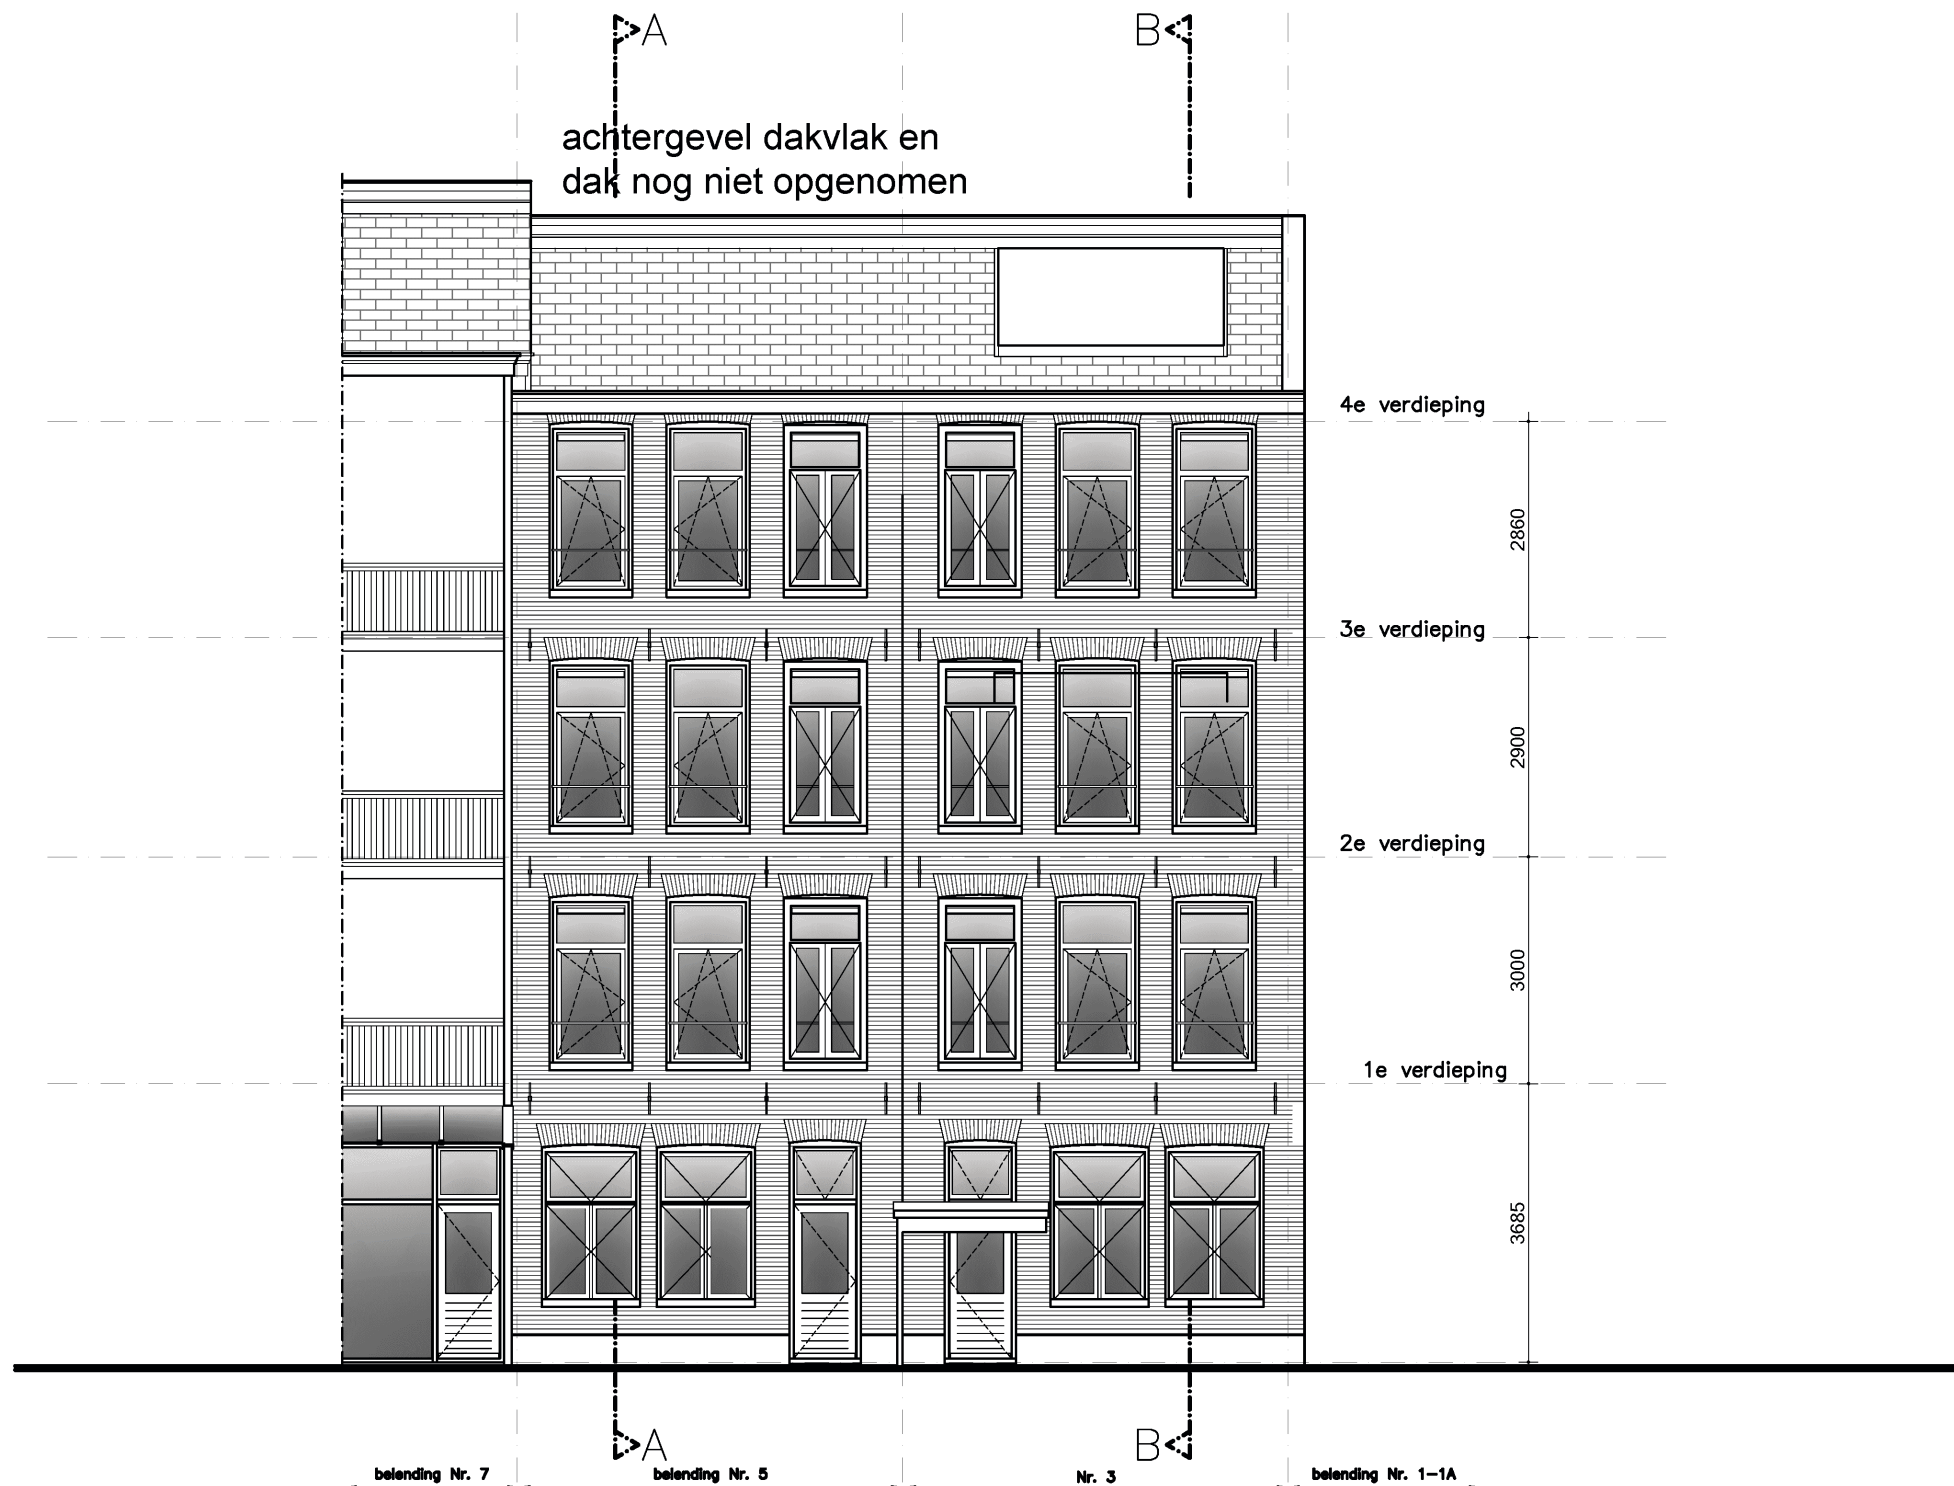 A
B
achtergevel dakvlak en
dak nog niet opgenomen
4e verdieping
2860
3e verdieping
2900
2e verdieping
3000
1e verdieping
3685
A
B
belending Nr. 7
belending Nr. 5
Nr. 3
belending Nr. 1-1A